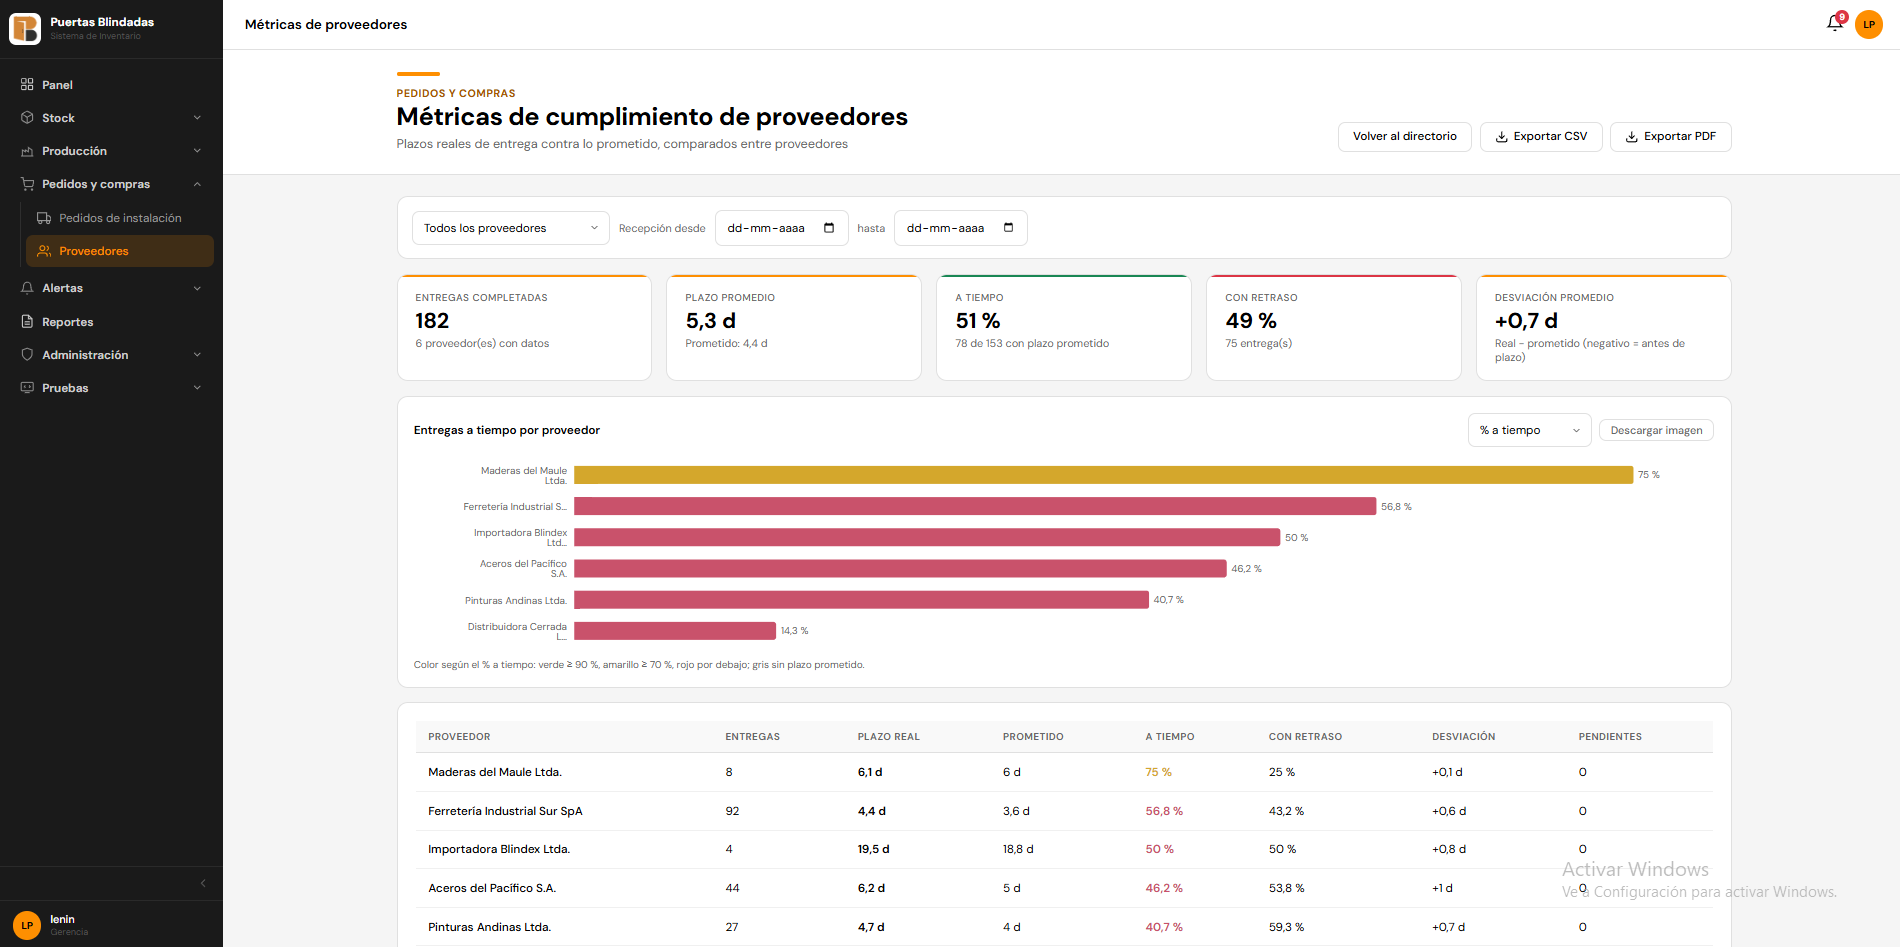 Puertas Blindadas
Sistema de Inventario
Panel
Stock
Producción
Pedidos y compras
Pedidos de instalación
Proveedores
Alertas
Reportes
Administración
Pruebas
LP
lenin
Gerencia
Métricas de proveedores
9
LP
PEDIDOS Y COMPRAS
Métricas de cumplimiento de proveedores
Plazos reales de entrega contra lo prometido, comparados entre proveedores
Volver al directorio
Exportar CSV
Exportar PDF
Todos los proveedores
Recepción desde
dd-mm-aaaa
hasta
dd-mm-aaaa
ENTREGAS COMPLETADAS
182
6 proveedor(es) con datos
PLAZO PROMEDIO
5,3 d
Prometido: 4,4 d
A TIEMPO
51 %
78 de 153 con plazo prometido
CON RETRASO
49 %
75 entrega(s)
DESVIACIÓN PROMEDIO
+0,7 d
Real - prometido (negativo = antes de
plazo)
Entregas a tiempo por proveedor
% a tiempo
Descargar imagen
Maderas del Maule
Ltda.
75 %
Ferretería Industrial S...
56,8 %
Importadora Blindex
Ltd...
50 %
Aceros del Pacífico
S.A.
46,2 %
Pinturas Andinas Ltda.
40,7 %
Distribuidora Cerrada
L...
14,3 %
Color según el % a tiempo: verde ≥ 90 %, amarillo ≥ 70 %, rojo por debajo; gris sin plazo prometido.
PROVEEDOR ENTREGAS PLAZO REAL PROMETIDO A TIEMPO CON RETRASO DESVIACIÓN PENDIENTES
Maderas del Maule Ltda. 8 6,1 d 6 d 75 % 25 % +0,1 d 0
Ferretería Industrial Sur SpA 92 4,4 d 3,6 d 56,8 % 43,2 % +0,6 d 0
Importadora Blindex Ltda. 4 19,5 d 18,8 d 50 % 50 % +0,8 d 0
Aceros del Pacífico S.A. 44 6,2 d 5 d 46,2 % 53,8 % +1 d 0
Pinturas Andinas Ltda. 27 4,7 d 4 d 40,7 % 59,3 % +0,7 d 0
Activar Windows
Ve a Configuración para activar Windows.